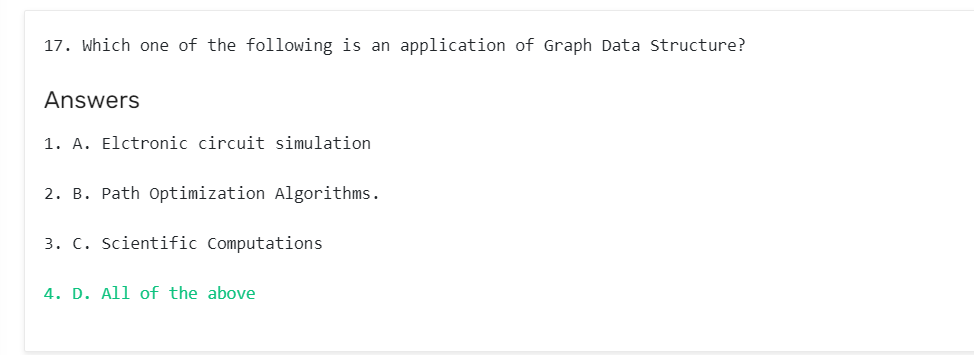 17. Which one of the following is an application of Graph Data Structure?
Answers
1. A. Elctronic circuit simulation
2. B. Path Optimization Algorithms.
3. C. Scientific Computations
4. D. All of the above